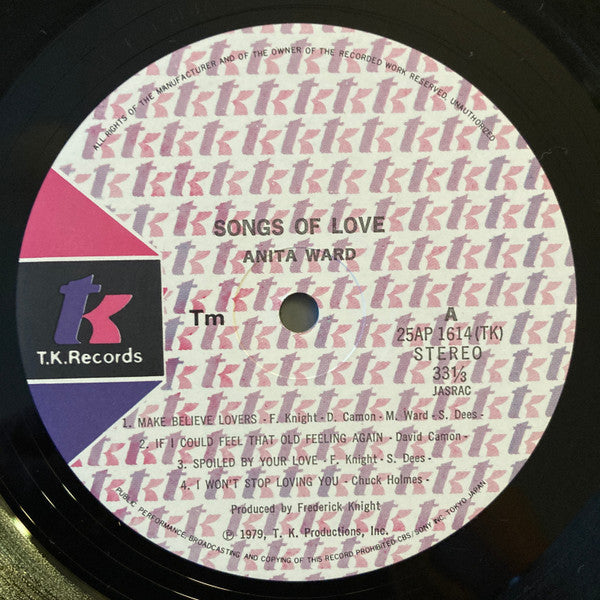 ALL RIGHTS OF THE MANUFACTURER AND OF THE OWNER OF THE RECORDED WORK RESERVED. UNAUTHORIZED
SONGS OF LOVE
ANITA WARD
tk
T.K.Records
Tm
A
25AP 1614(TK)
STEREO
33⅓
JASRAC
1. MAKE BELIEVE LOVERS - F. Knight - D. Camon - M. Ward - S. Dees -
2. IF I COULD FEEL THAT OLD FEELING AGAIN - David Camon -
3. SPOILED BY YOUR LOVE - F. Knight - S. Dees -
4. I WON'T STOP LOVING YOU - Chuck Holmes -
Produced by Frederick Knight
℗ 1979, T. K. Productions, Inc.
PUBLIC PERFORMANCE, BROADCASTING AND COPYING OF THIS RECORD PROHIBITED-CBS/SONY INC. TOKYO JAPAN